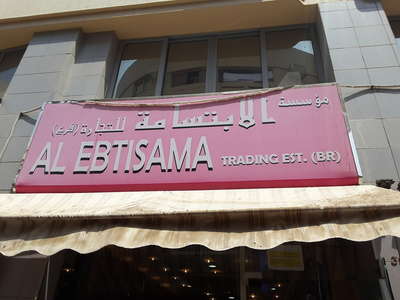 مؤسسة الابتسامة للتجارة (فرع)
AL EBTISAMA TRADING EST. (BR)